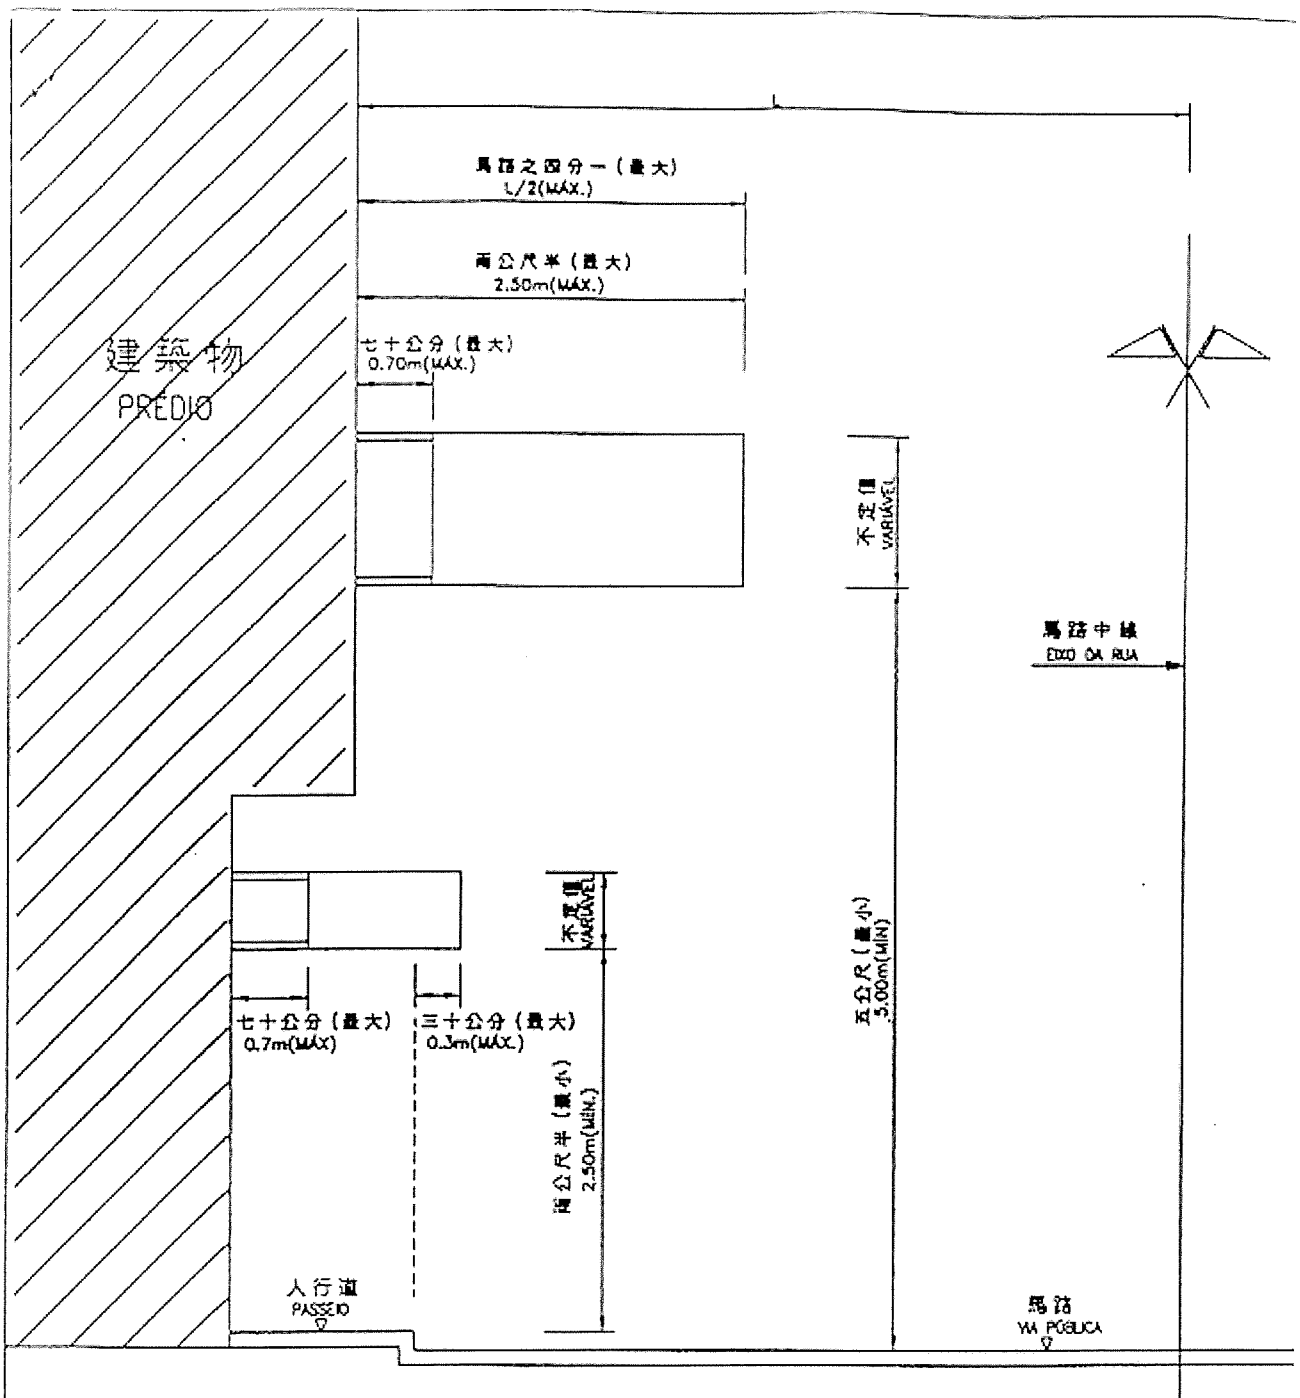 L
馬路之四分一(最大)
L/2(MÁX.)
兩公尺半(最大)
2.50m(MÁX.)
七十公分(最大)
0.70m(MÁX.)
建築物
PRÉDIO
不定值
VARIÁVEL
馬路中線
EIXO DA RUA
不定值
VARIÁVEL
五公尺(最小)
5.00m(MÍN)
七十公分(最大)
0.7m(MÁX)
三十公分(最大)
0.3m(MÁX.)
兩公尺半(最小)
2.50m(MÍN.)
人行道
PASSEIO
馬路
VIA PÚBLICA